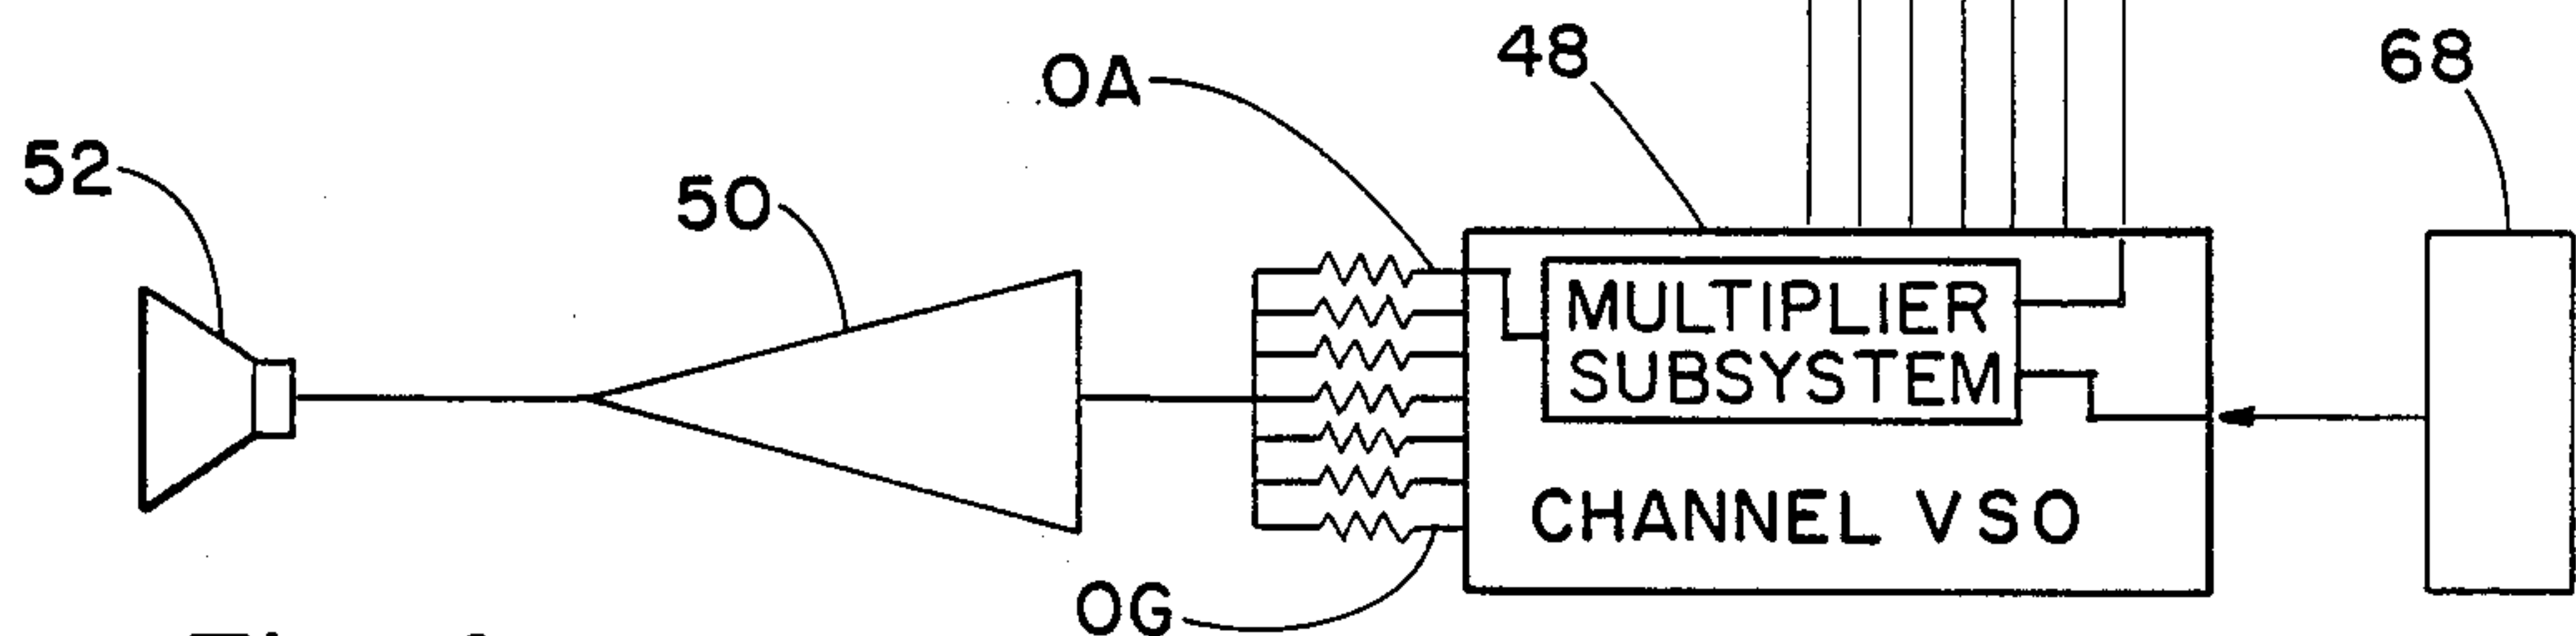 48
68
OA
52
50
MULTIPLIER
SUBSYSTEM
CHANNEL VSO
OG